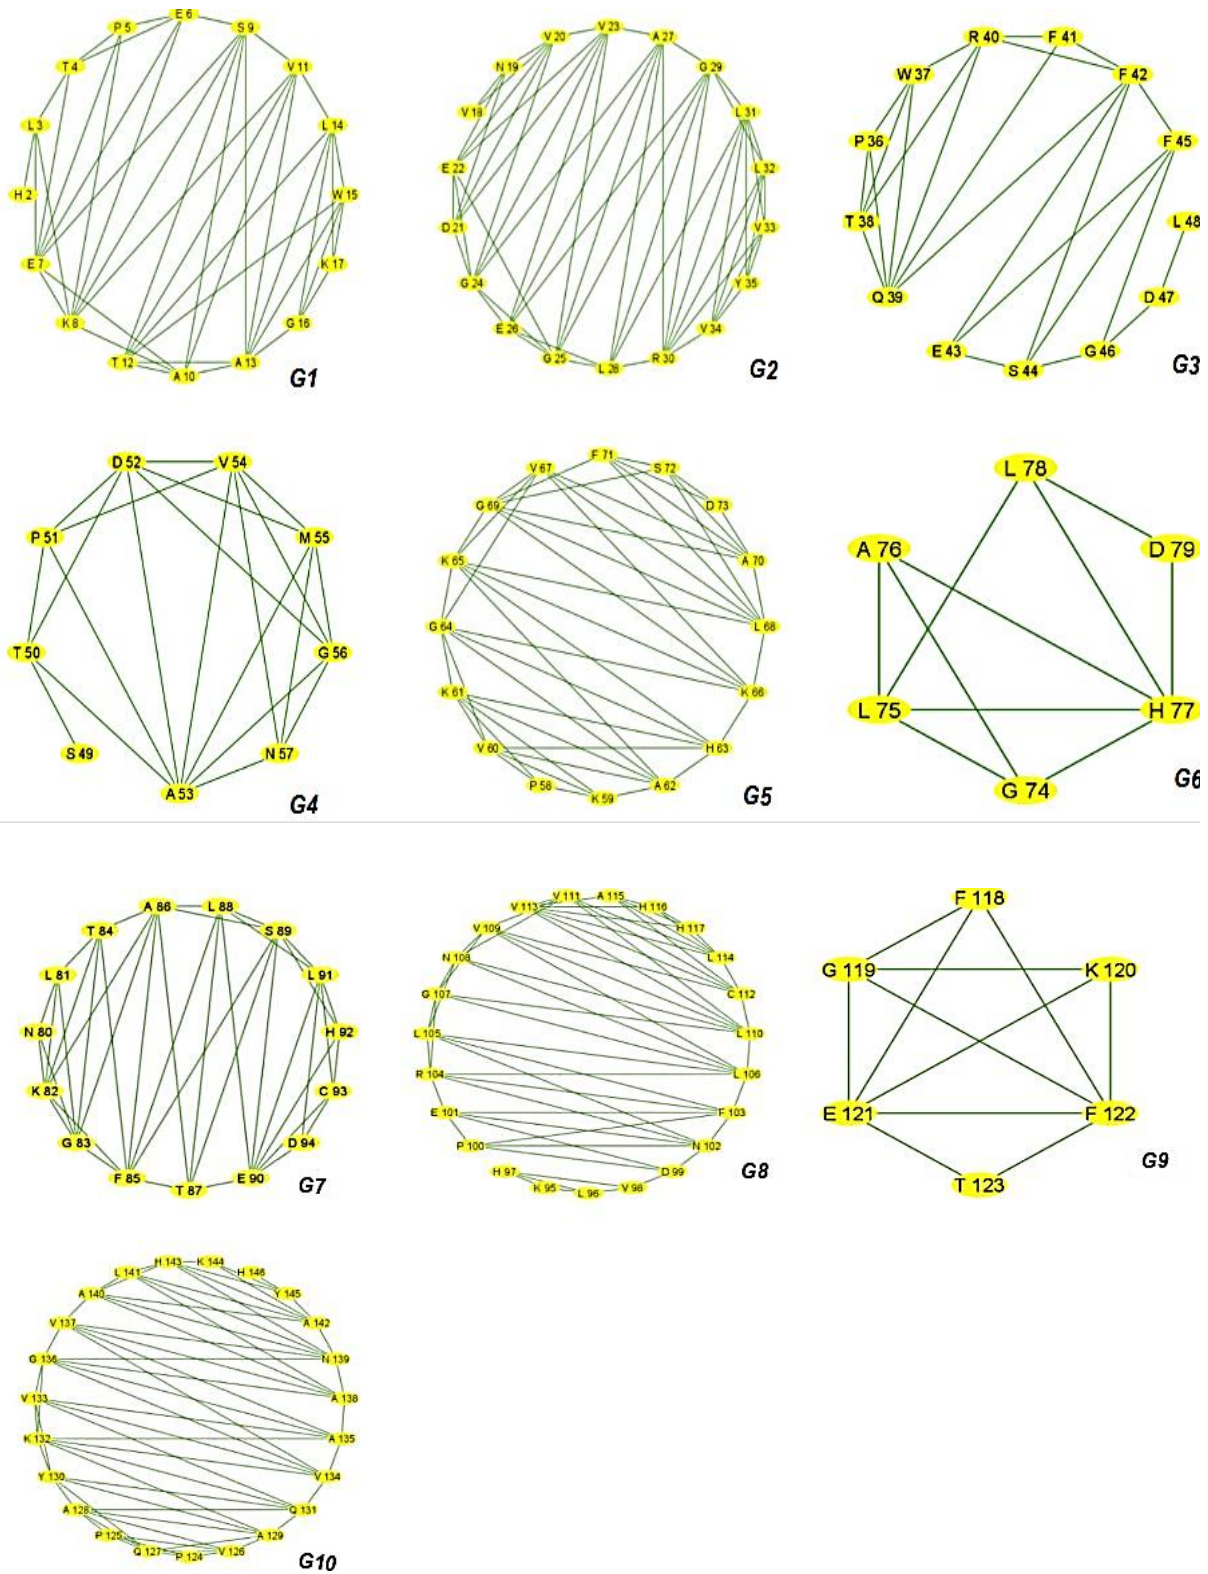 E 6
P 5
S 9
T 4
V 11
L 3
L 14
H 2
W 15
E 7
K 17
K 8
G 16
T 12
A 13
A 10
G1
V 23
V 20
A 27
N 19
G 29
V 18
L 31
E 22
L 32
D 21
V 33
G 24
Y 35
E 26
V 34
G 25
R 30
L 28
G2
R 40
F 41
W 37
F 42
P 36
F 45
T 38
L 48
Q 39
D 47
E 43
G 46
S 44
G3
D 52
V 54
P 51
M 55
T 50
G 56
S 49
N 57
A 53
G4
F 71
V 67
S 72
G 69
D 73
K 65
A 70
G 64
L 68
K 61
K 66
V 60
H 63
P 58
A 62
K 59
G5
L 78
A 76
D 79
L 75
H 77
G 74
G6
A 86
L 88
T 84
S 89
L 81
L 91
N 80
H 92
K 82
C 93
G 83
D 94
F 85
E 90
T 87
G7
V 111
A 115
V 113
H 116
V 109
H 117
N 108
L 114
G 107
C 112
L 105
L 110
R 104
L 106
E 101
F 103
P 100
N 102
H 97
D 99
K 95
V 98
L 96
G8
F 118
G 119
K 120
E 121
F 122
T 123
G9
H 143
K 144
L 141
H 146
A 140
Y 145
V 137
A 142
G 136
N 139
V 133
A 138
K 132
A 135
Y 130
V 134
A 128
Q 131
P 125
A 129
Q 127
V 126
P 124
G10